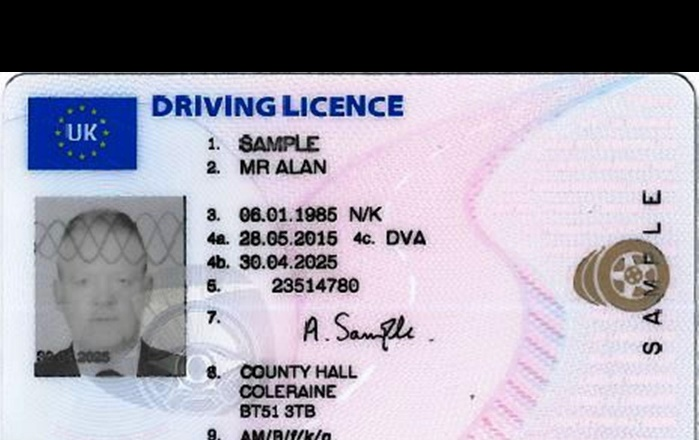 UK
DRIVING LICENCE
1. SAMPLE
2. MR ALAN
3. 06.01.1985 N/K
4a. 28.05.2015 4c. DVA
4b. 30.04.2025
5. 23514780
7. A. Sample.
8. COUNTY HALL
COLERAINE
BT51 3TB
9. AM/B/f/k/n
SAMPLE